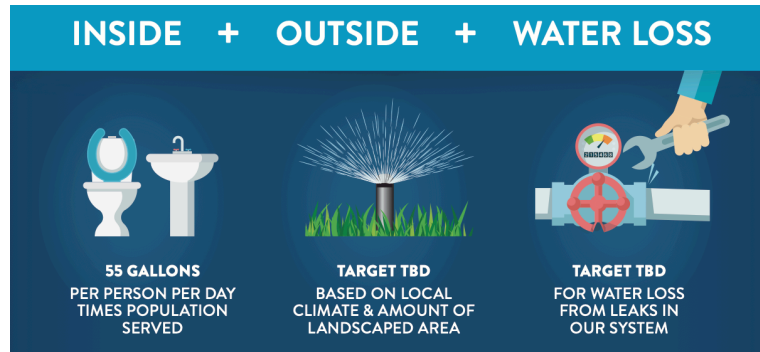 INSIDE + OUTSIDE + WATER LOSS
55 GALLONS
PER PERSON PER DAY
TIMES POPULATION
SERVED
TARGET TBD
BASED ON LOCAL
CLIMATE & AMOUNT OF
LANDSCAPED AREA
TARGET TBD
FOR WATER LOSS
FROM LEAKS IN
OUR SYSTEM